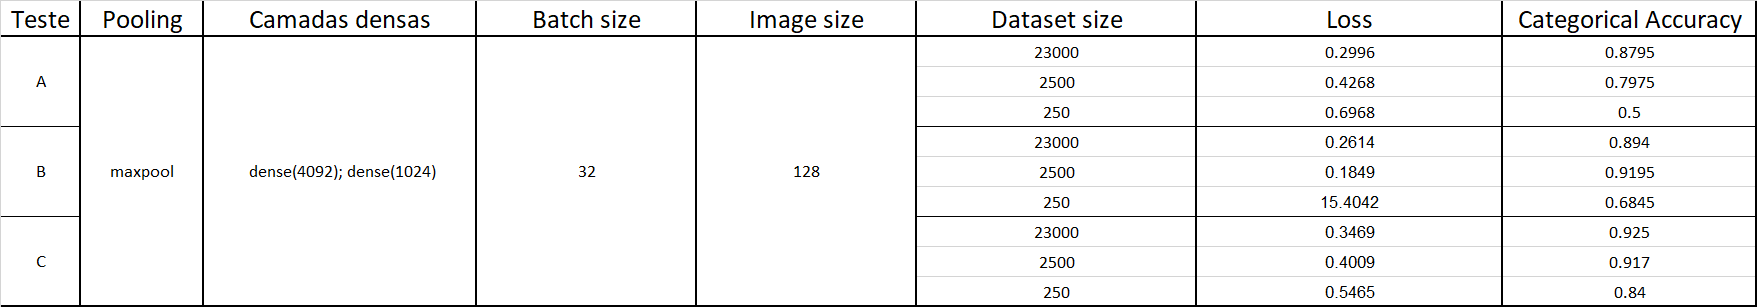 Teste Pooling Camadas densas Batch size Image size Dataset size Loss Categorical Accuracy
A maxpool dense(4092); dense(1024) 32 128 23000 0.2996 0.8795
2500 0.4268 0.7975
250 0.6968 0.5
B 23000 0.2614 0.894
2500 0.1849 0.9195
250 15.4042 0.6845
C 23000 0.3469 0.925
2500 0.4009 0.917
250 0.5465 0.84